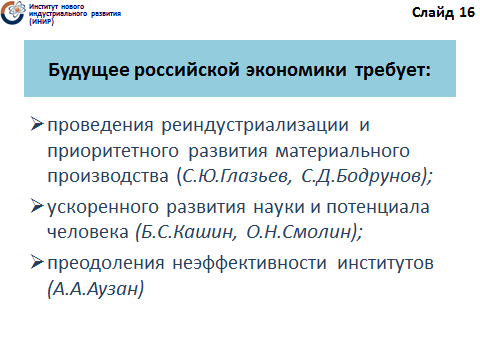 Институт нового
индустриального развития
(ИНИР)
Слайд 16
Будущее российской экономики требует:
проведения реиндустриализации и
приоритетного развития материального
производства (С.Ю.Глазьев, С.Д.Бодрунов);
ускоренного развития науки и потенциала
человека (Б.С.Кашин, О.Н.Смолин);
преодоления неэффективности институтов
(А.А.Аузан)